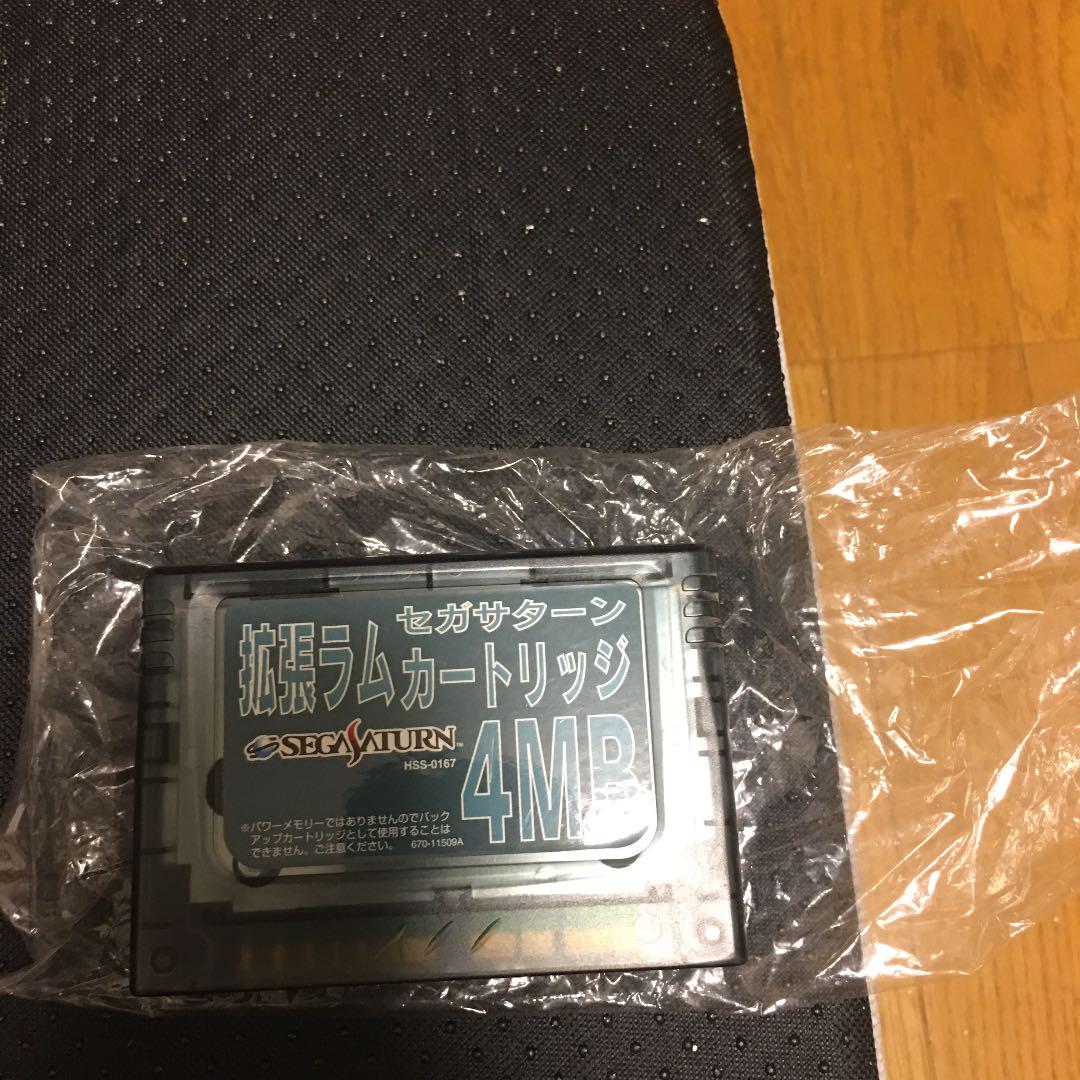 セガサターン
拡張ラムカートリッジ
SEGASATURN™
HSS-0167
4MB
※パワーメモリーではありませんのでバック
アップカートリッジとして使用することは
できません。ご注意ください。 670-11509A